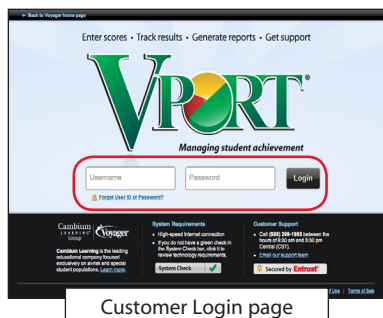 ← Back to Voyager home page
Enter scores • Track results • Generate reports • Get support
VPORT®
Managing student achievement
Username
Password
Login
Forgot User ID or Password?
Cambium
LEARNING®
Group
Voyager
Cambium Learning is the leading
educational company focused
exclusively on at-risk and special
student populations. Learn more.
System Requirements
• High-speed Internet connection
• If you do not have a green check in
the System Check bar, click it to
review technology requirements.
System Check
Customer Support
• Call (888) 399-1995 between the
hours of 8:30 am and 6:30 pm
Central (CST).
• Email our support team
Secured by Entrust®
Use | Terms of Sale
Customer Login page